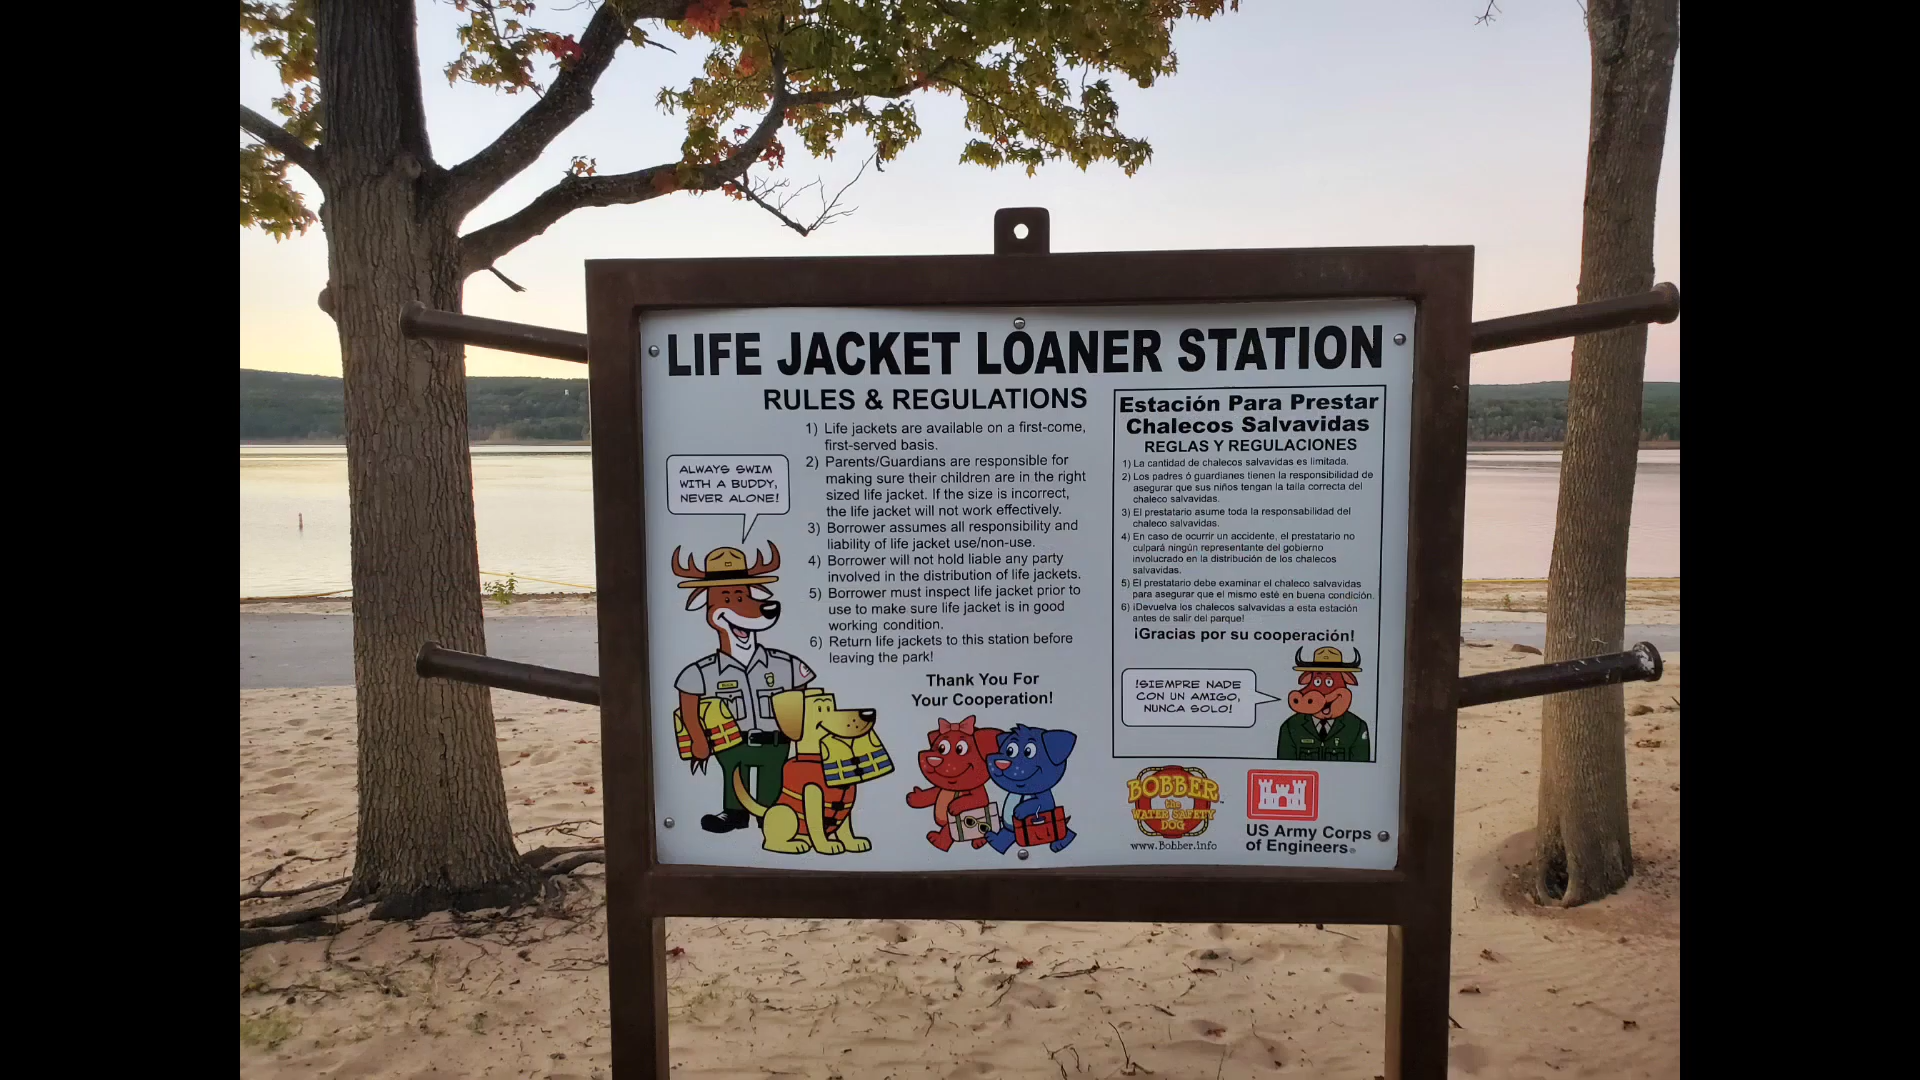 LIFE JACKET LOANER STATION
RULES & REGULATIONS
1) Life jackets are available on a first-come,
first-served basis.
2) Parents/Guardians are responsible for
making sure their children are in the right
sized life jacket. If the size is incorrect,
the life jacket will not work effectively.
3) Borrower assumes all responsibility and
liability of life jacket use/non-use.
4) Borrower will not hold liable any party
involved in the distribution of life jackets.
5) Borrower must inspect life jacket prior to
use to make sure life jacket is in good
working condition.
6) Return life jackets to this station before
leaving the park!
Thank You For
Your Cooperation!
ALWAYS SWIM
WITH A BUDDY,
NEVER ALONE!
Estación Para Prestar
Chalecos Salvavidas
REGLAS Y REGULACIONES
1) La cantidad de chalecos salvavidas es limitada.
2) Los padres ó guardianes tienen la responsibilidad de
asegurar que sus niños tengan la talla correcta del
chaleco salvavidas.
3) El prestatario asume toda la responsabilidad del
chaleco salvavidas.
4) En caso de ocurrir un accidente, el prestatario no
culpará ningún representante del gobierno
involucrado en la distribución de los chalecos
salvavidas.
5) El prestatario debe examinar el chaleco salvavidas
para asegurar que el mismo esté en buena condición.
6) ¡Devuelva los chalecos salvavidas a esta estación
antes de salir del parque!
¡Gracias por su cooperación!
!SIEMPRE NADE
CON UN AMIGO,
NUNCA SOLO!
BOBBER
the
WATER SAFETY
DOG
www.Bobber.info
US Army Corps
of Engineers®